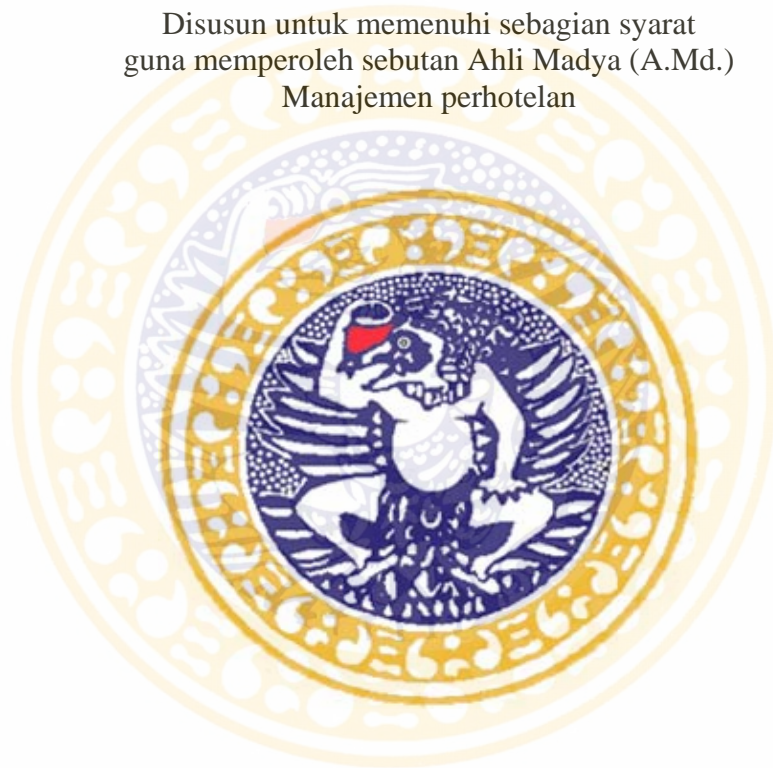 Disusun untuk memenuhi sebagian syarat
guna memperoleh sebutan Ahli Madya (A.Md.)
Manajemen perhotelan